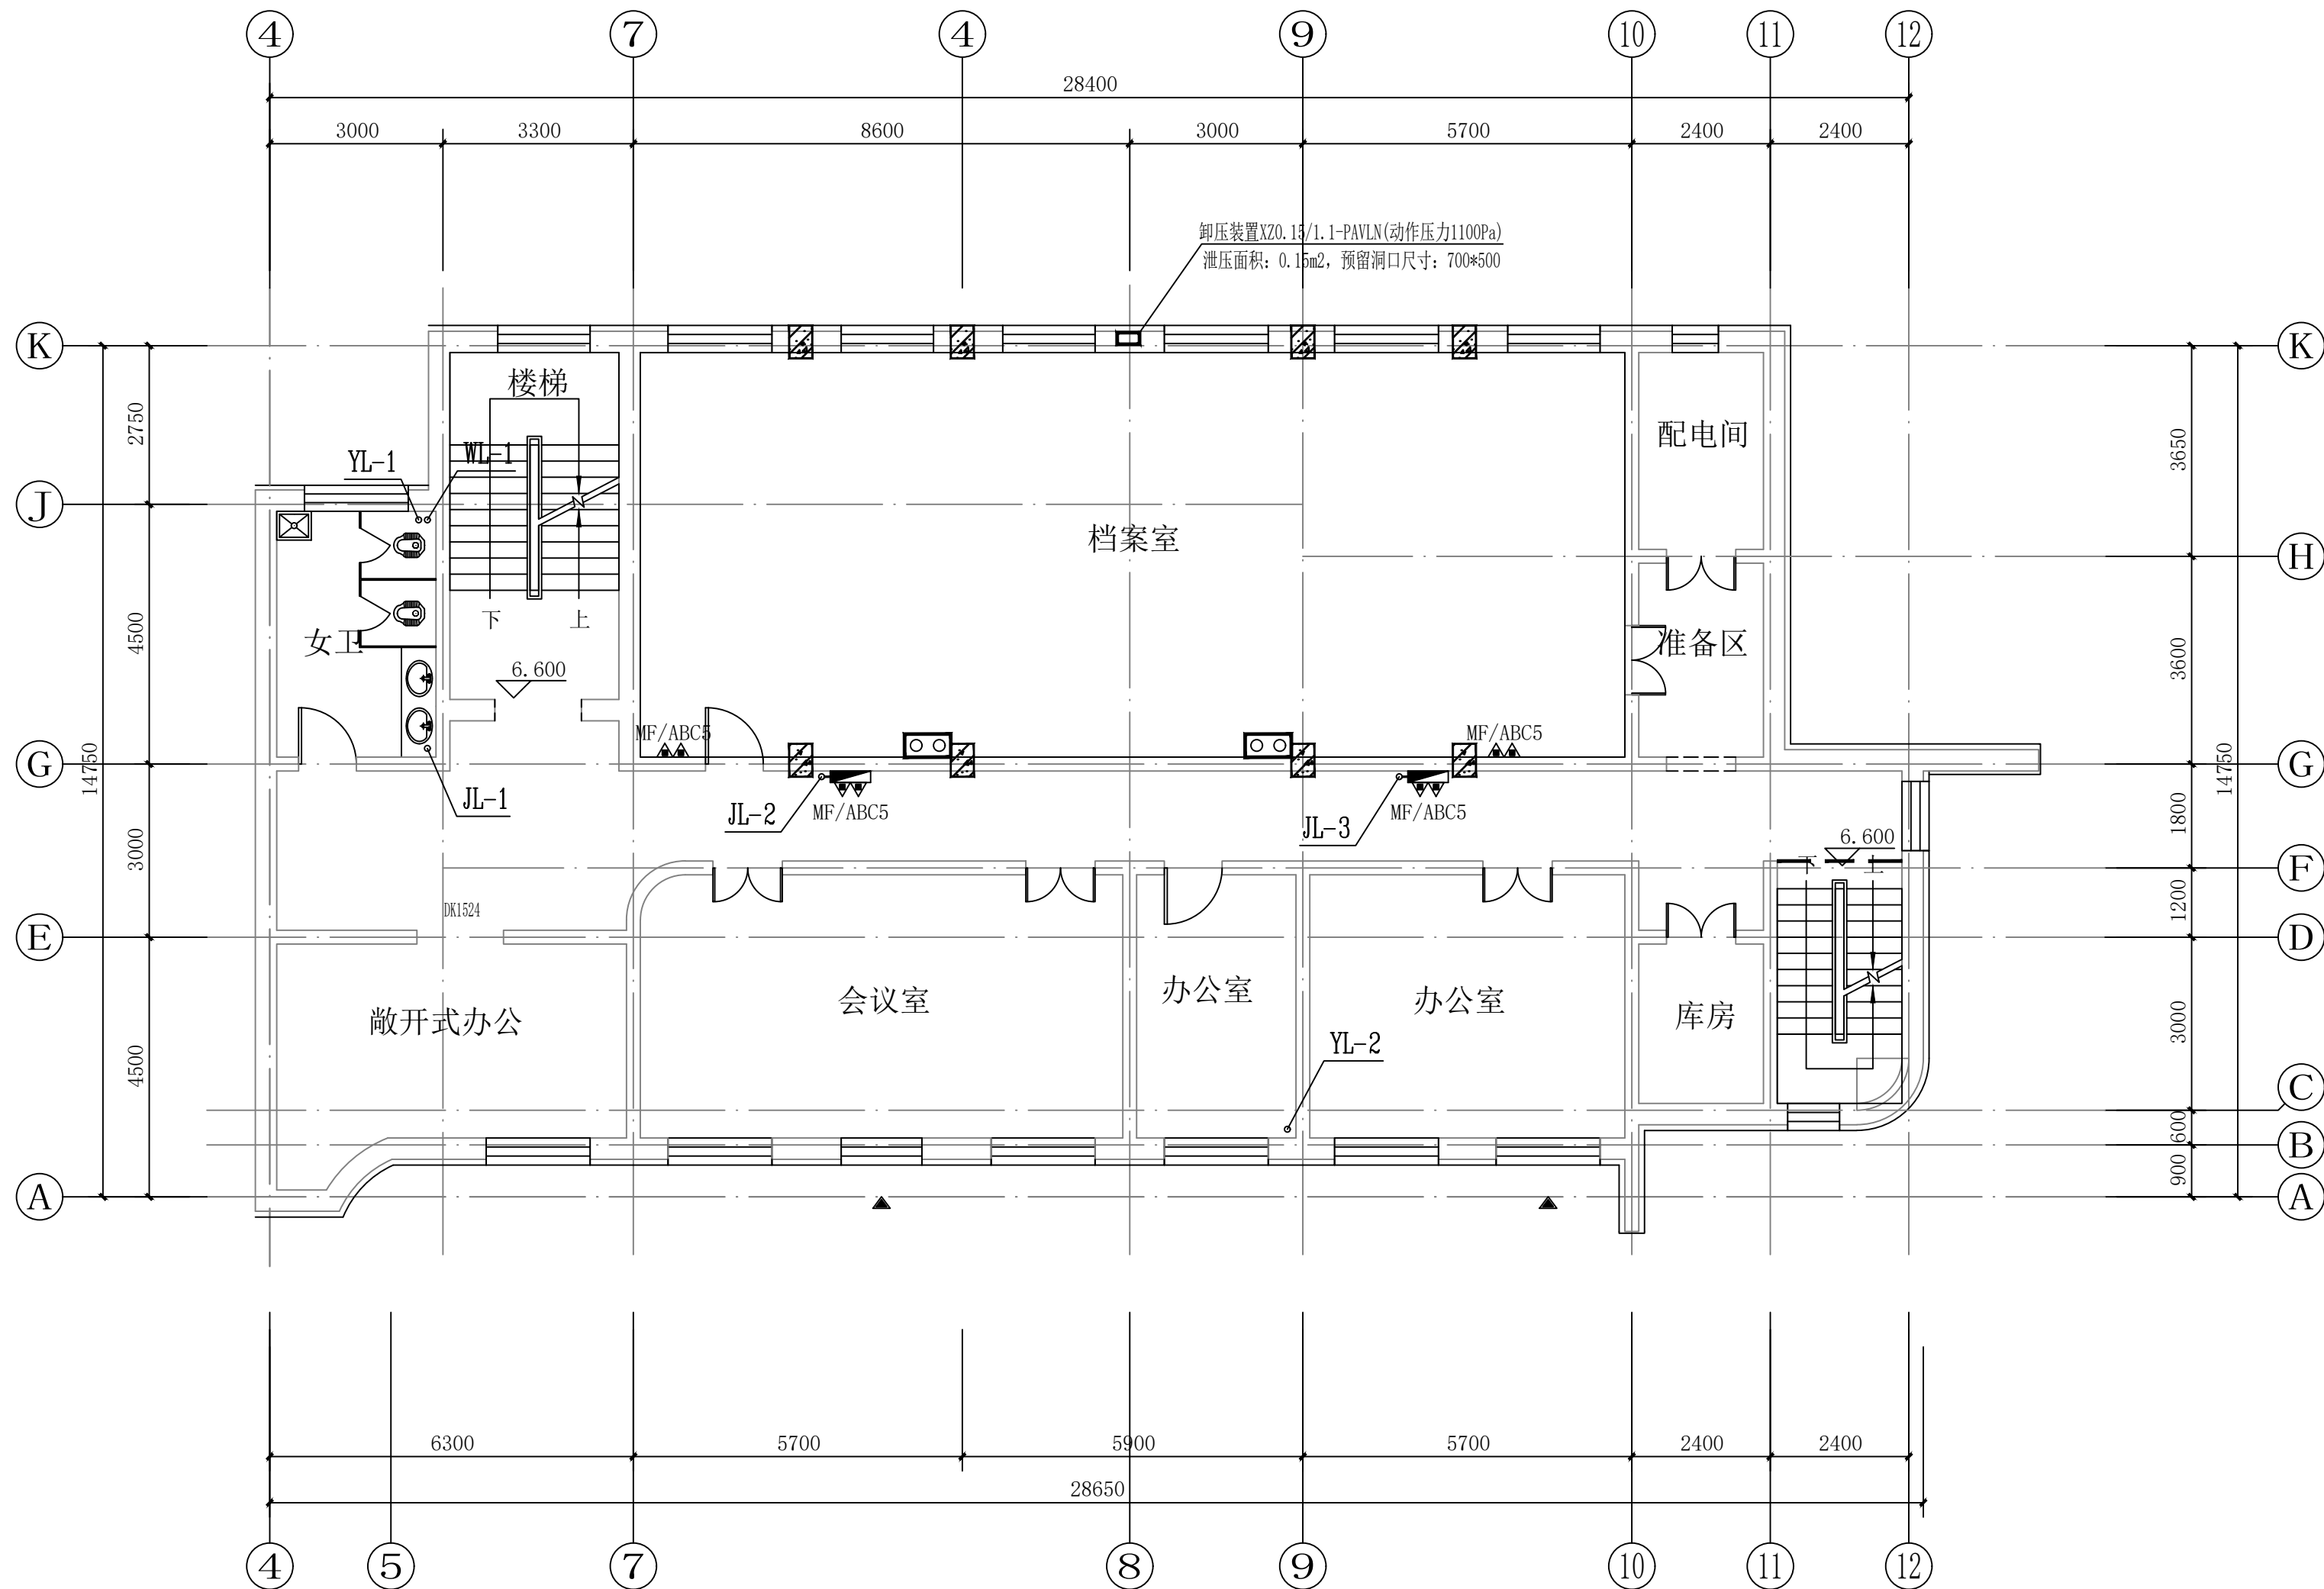 ④ ⑦ ④ ⑨ ⑩ ⑪ ⑫
28400
3000 3300 8600 3000 5700 2400 2400
卸压装置XZ0.15/1.1-PAVLN(动作压力1100Pa)
泄压面积：0.15m2，预留洞口尺寸：700*500
K
K
楼梯
2750
配电间
3650
YL-1
WL-1
J
档案室
H
下
上
4500
女卫
准备区
3600
6.600
MF/ABC5
MF/ABC5
G
14750
G
14750
JL-1
JL-2
MF/ABC5
JL-3
MF/ABC5
1800
6.600
3000
下
上
F
DK1524
1200
E
D
会议室
办公室
办公室
敞开式办公
库房
3000
YL-2
4500
C
600
B
900
A
A
6300 5700 5900 5700 2400 2400
28650
④ ⑤ ⑦ ⑧ ⑨ ⑩ ⑪ ⑫